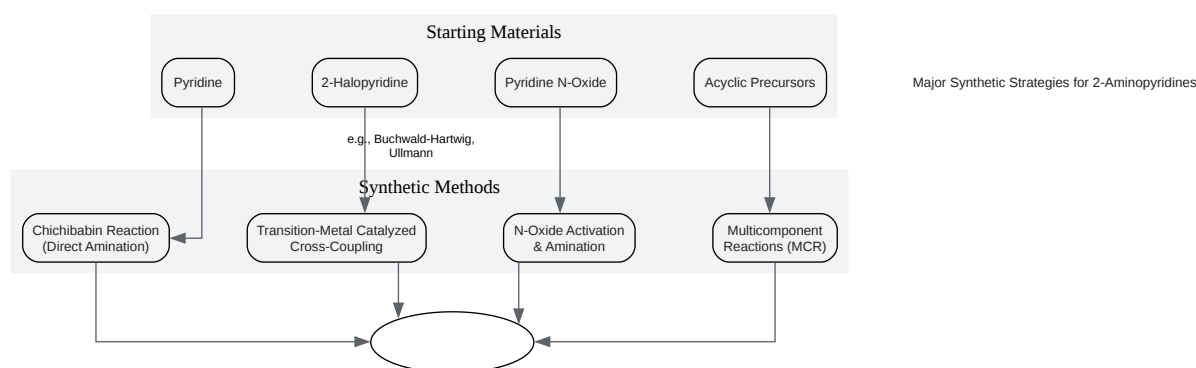 Starting Materials
Pyridine
2-Halopyridine
Pyridine N-Oxide
Acyclic Precursors
Major Synthetic Strategies for 2-Aminopyridines
e.g., Buchwald-Hartwig,
Ullmann
Synthetic Methods
Chichibabin Reaction
(Direct Amination)
Transition-Metal Catalyzed
Cross-Coupling
N-Oxide Activation
& Amination
Multicomponent
Reactions (MCR)